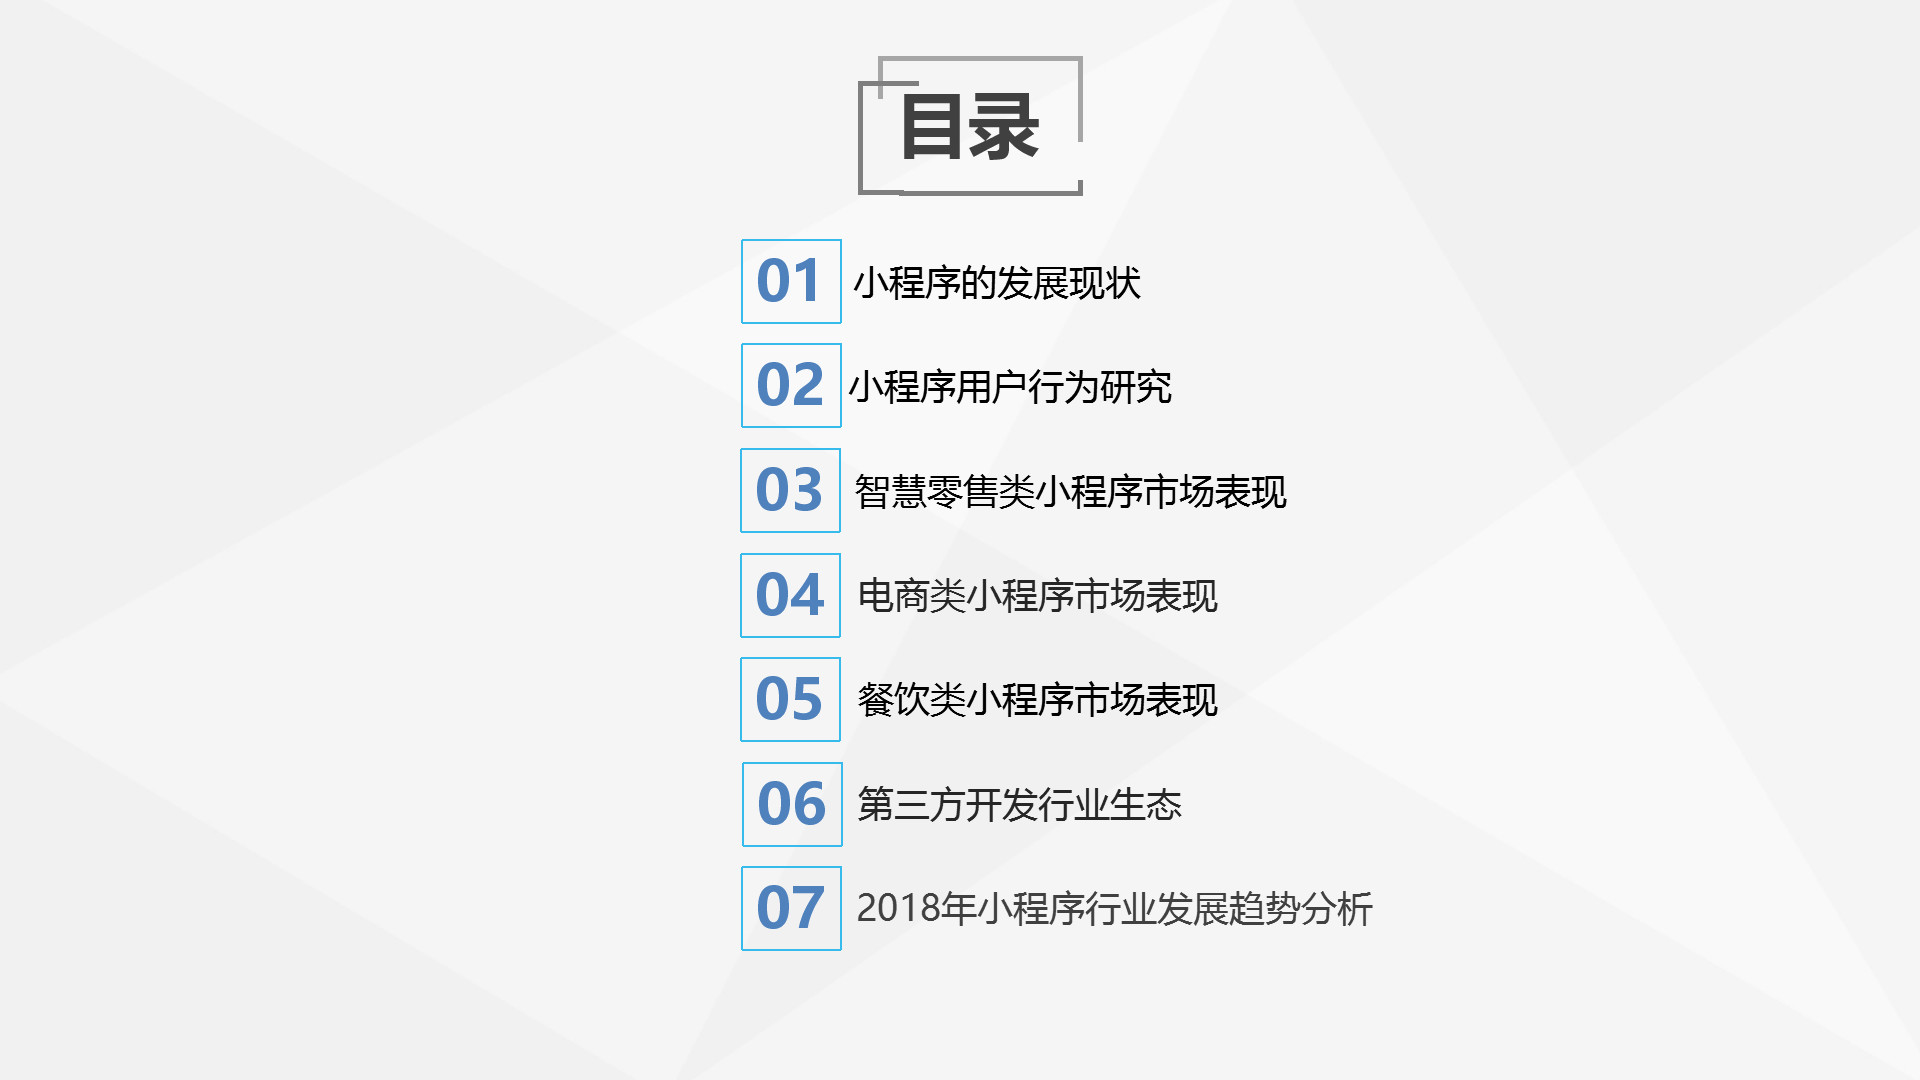 目录
01 小程序的发展现状
02 小程序用户行为研究
03 智慧零售类小程序市场表现
04 电商类小程序市场表现
05 餐饮类小程序市场表现
06 第三方开发行业生态
07 2018年小程序行业发展趋势分析